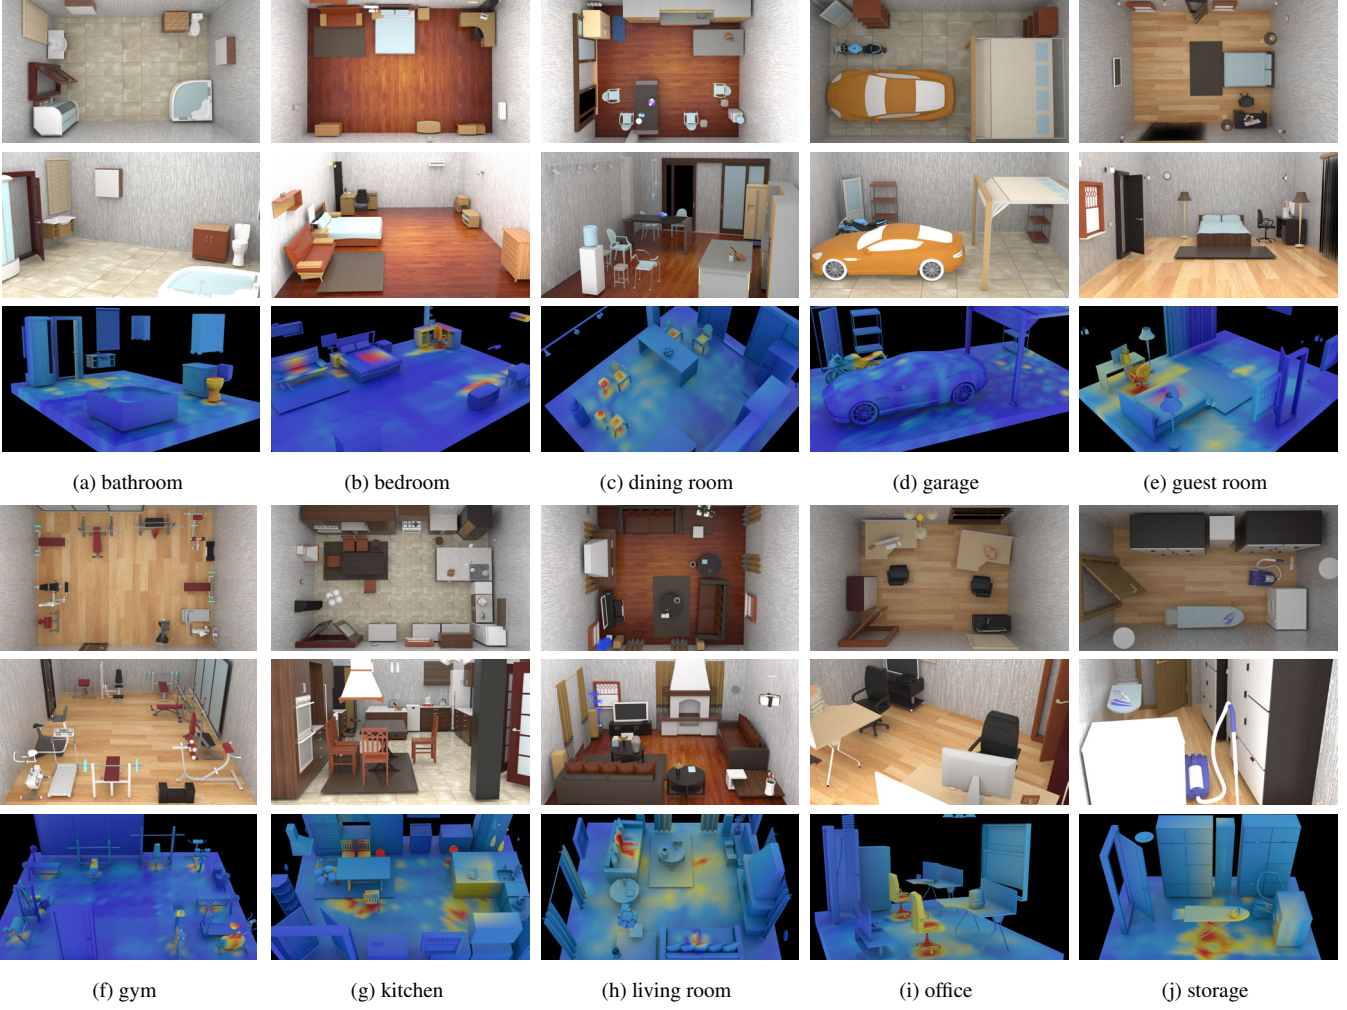 (a) bathroom
(b) bedroom
(c) dining room
(d) garage
(e) guest room
(f) gym
(g) kitchen
(h) living room
(i) office
(j) storage